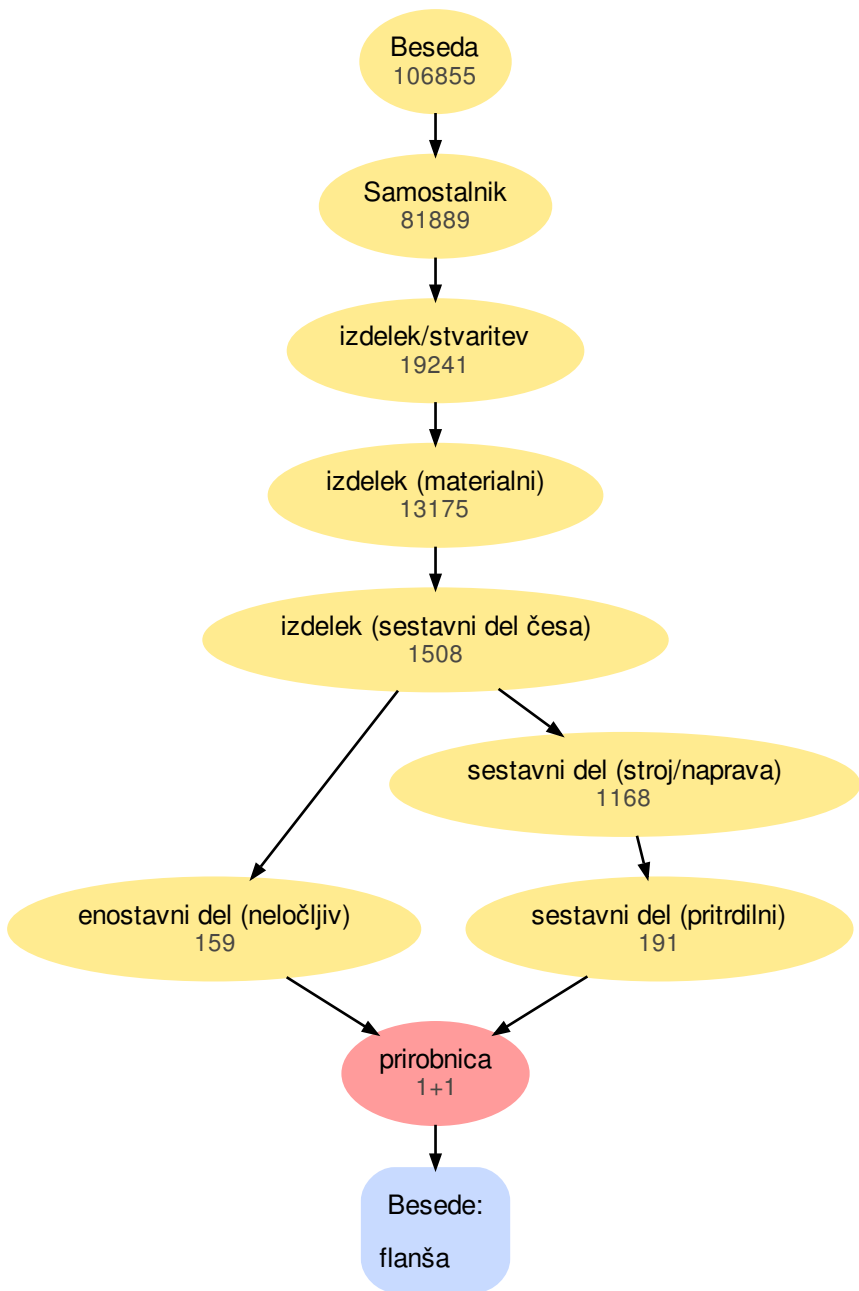 Beseda
106855
Samostalnik
81889
izdelek/stvaritev
19241
izdelek (materialni)
13175
izdelek (sestavni del česa)
1508
sestavni del (stroj/naprava)
1168
enostavni del (neločljiv)
159
sestavni del (pritrdilni)
191
prirobnica
1+1
Besede:
flanša